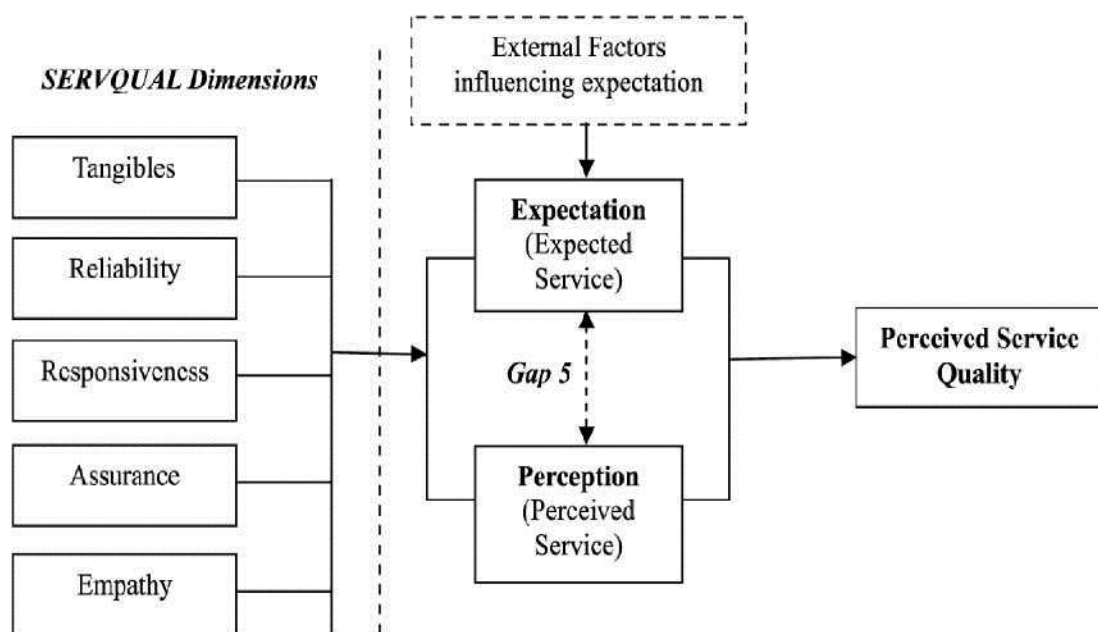 SERVQUAL Dimensions
Tangibles
Reliability
Responsiveness
Assurance
Empathy
External Factors
influencing expectation
Expectation
(Expected
Service)
Gap 5
Perception
(Perceived
Service)
Perceived Service
Quality